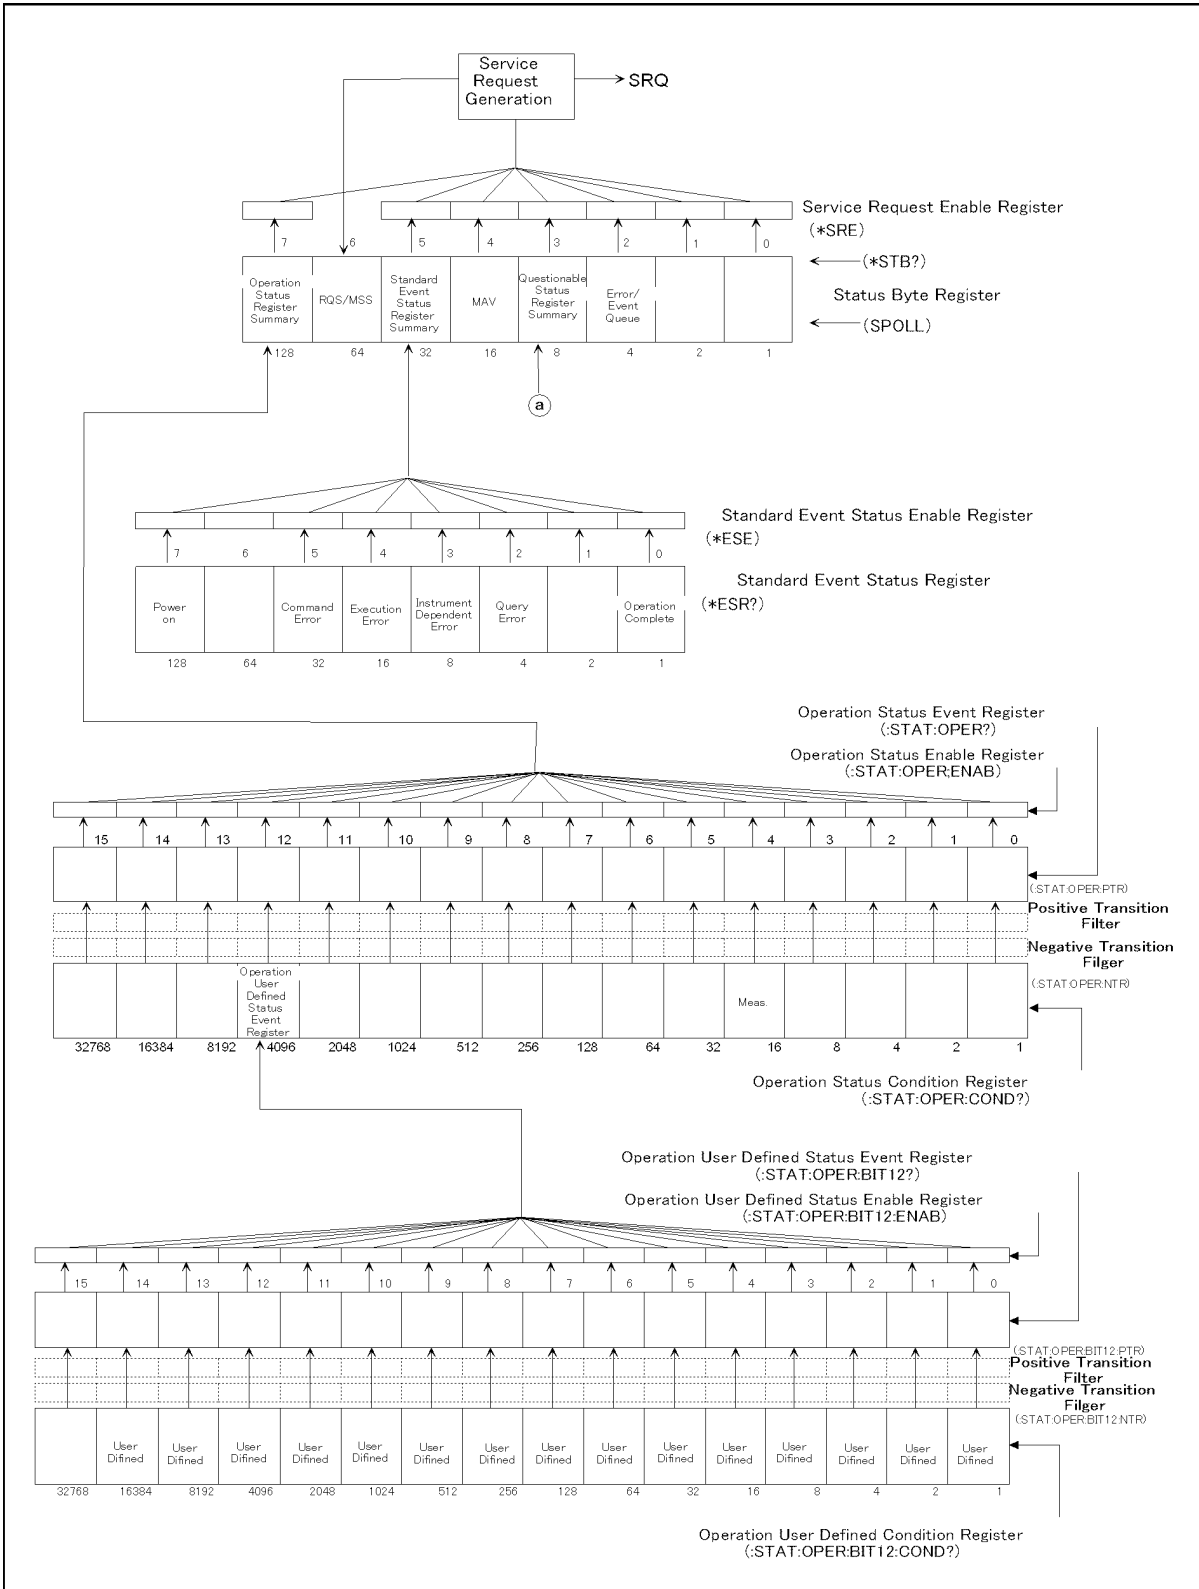 Service
Request
Generation
SRQ
Service Request Enable Register
(*SRE)
7 6 5 4 3 2 1 0
(*STB?)
Operation
Status
Register
Summary
RQS/MSS
Standard
Event
Status
Register
Summary
MAV
Questionable
Status
Register
Summary
Error/
Event
Queue
Status Byte Register
(SPOLL)
128 64 32 16 8 4 2 1
a
Standard Event Status Enable Register
(*ESE)
7 6 5 4 3 2 1 0
Standard Event Status Register
(*ESR?)
Power
on
Command
Error
Execution
Error
Instrument
Dependent
Error
Query
Error
Operation
Complete
128 64 32 16 8 4 2 1
Operation Status Event Register
(:STAT:OPER?)
Operation Status Enable Register
(:STAT:OPER:ENAB)
15 14 13 12 11 10 9 8 7 6 5 4 3 2 1 0
(:STAT:OPER:PTR)
Positive Transition
Filter
Negative Transition
Filger
(:STAT:OPER:NTR)
Operation
User
Defined
Status
Event
Register
Meas.
32768 16384 8192 4096 2048 1024 512 256 128 64 32 16 8 4 2 1
Operation Status Condition Register
(:STAT:OPER:COND?)
Operation User Defined Status Event Register
(:STAT:OPER:BIT12?)
Operation User Defined Status Enable Register
(:STAT:OPER:BIT12:ENAB)
15 14 13 12 11 10 9 8 7 6 5 4 3 2 1 0
(:STAT:OPER:BIT12:PTR)
Positive Transition
Filter
Negative Transition
Filger
(:STAT:OPER:BIT12:NTR)
User
Difined
User
Difined
User
Difined
User
Difined
User
Difined
User
Difined
User
Difined
User
Difined
User
Difined
User
Difined
User
Difined
User
Difined
User
Difined
User
Difined
User
Difined
32768 16384 8192 4096 2048 1024 512 256 128 64 32 16 8 4 2 1
Operation User Defined Condition Register
(:STAT:OPER:BIT12:COND?)